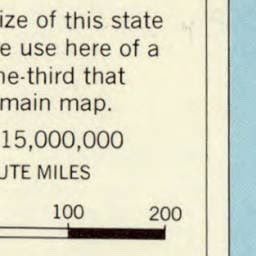 ize of this state
e use here of a
ne-third that
main map.
15,000,000
UTE MILES
100 200